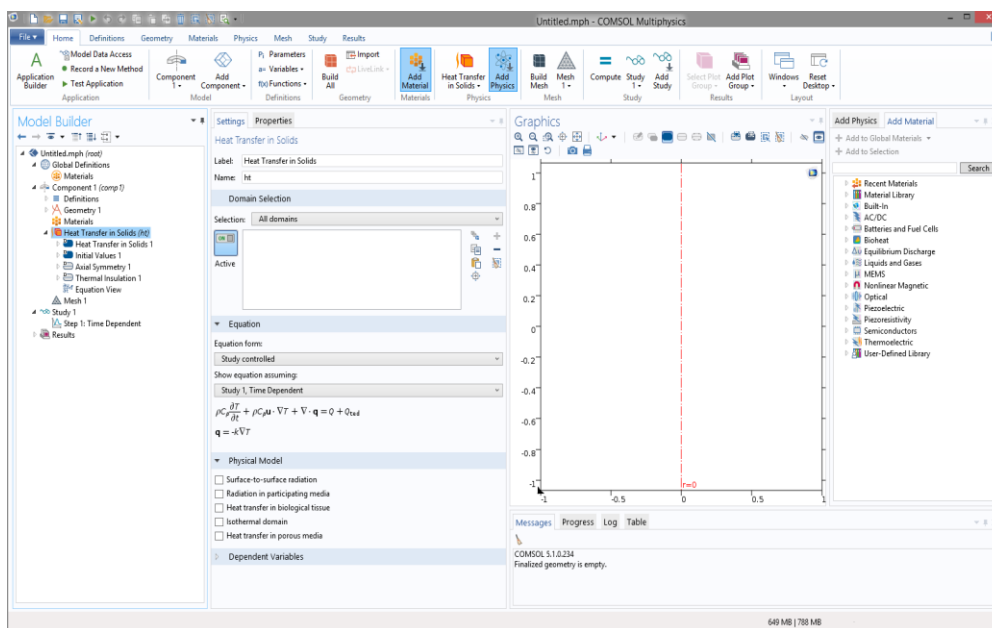 Untitled.mph - COMSOL Multiphysics
File Home Definitions Geometry Materials Physics Mesh Study Results
Application Builder
Model Data Access
Record a New Method
Test Application
Application
Component 1
Add Component
Model
Pi Parameters
a= Variables
f(x) Functions
Definitions
Build All
Import
LiveLink
Geometry
Add Material
Materials
Heat Transfer in Solids
Add Physics
Physics
Build Mesh
Mesh 1
Mesh
Compute
Study 1
Add Study
Study
Select Plot Group
Add Plot Group
Results
Windows
Reset Desktop
Layout
Model Builder
Untitled.mph (root)
Global Definitions
Materials
Component 1 (comp1)
Definitions
Geometry 1
Materials
Heat Transfer in Solids (ht)
Heat Transfer in Solids 1
Initial Values 1
Axial Symmetry 1
Thermal Insulation 1
Equation View
Mesh 1
Study 1
Step 1: Time Dependent
Results
Settings Properties
Heat Transfer in Solids
Label: Heat Transfer in Solids
Name: ht
Domain Selection
Selection: All domains
Active
Equation
Equation form:
Study controlled
Show equation assuming:
Study 1, Time Dependent
ρCp ∂T/∂t + ρCp u · ∇T + ∇ · q = Q + Qted
q = -k∇T
Physical Model
Surface-to-surface radiation
Radiation in participating media
Heat transfer in biological tissue
Isothermal domain
Heat transfer in porous media
Dependent Variables
Graphics
1
0.8
0.6
0.4
0.2
0
-0.2
-0.4
-0.6
-0.8
-1
r=0
-1 -0.5 0 0.5 1
Messages Progress Log Table
COMSOL 5.1.0.234
Finalized geometry is empty.
Add Physics Add Material
Add to Global Materials
Add to Selection
Search
Recent Materials
Material Library
Built-In
AC/DC
Batteries and Fuel Cells
Bioheat
Equilibrium Discharge
Liquids and Gases
MEMS
Nonlinear Magnetic
Optical
Piezoelectric
Piezoresistivity
Semiconductors
Thermoelectric
User-Defined Library
649 MB | 788 MB